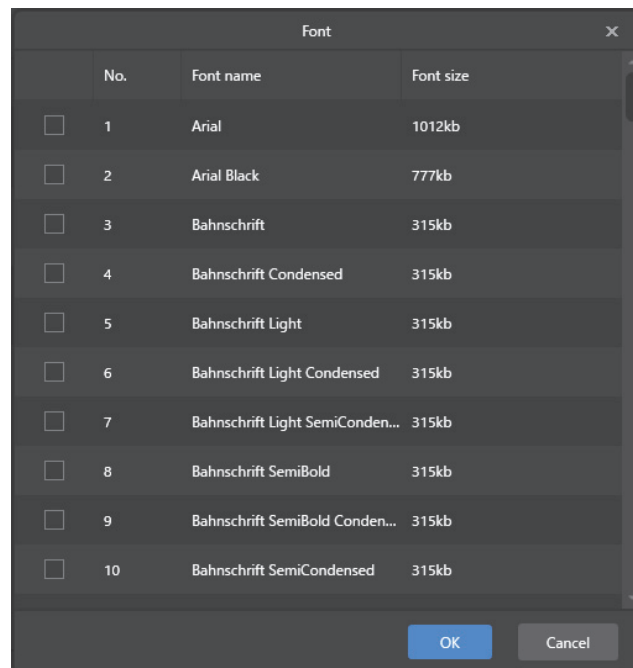 Font
No. Font name Font size
1 Arial 1012kb
2 Arial Black 777kb
3 Bahnschrift 315kb
4 Bahnschrift Condensed 315kb
5 Bahnschrift Light 315kb
6 Bahnschrift Light Condensed 315kb
7 Bahnschrift Light SemiConden... 315kb
8 Bahnschrift SemiBold 315kb
9 Bahnschrift SemiBold Conden... 315kb
10 Bahnschrift SemiCondensed 315kb
OK Cancel